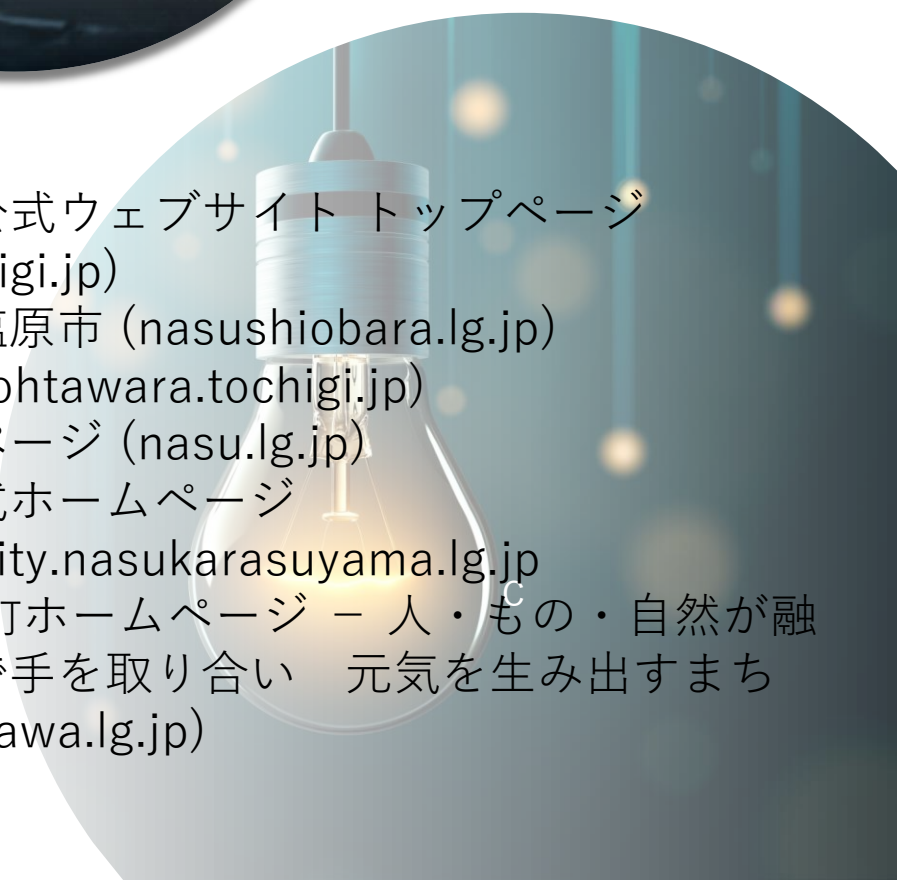 式ウェブサイト トップページ
igi.jp)
原市 (nasushiobara.lg.jp)
ohtawara.tochigi.jp)
ページ (nasu.lg.jp)
ホームページ
ity.nasukarasuyama.lg.jp
c
町ホームページ − 人・もの・自然が融
手を取り合い　元気を生み出すまち
awa.lg.jp)